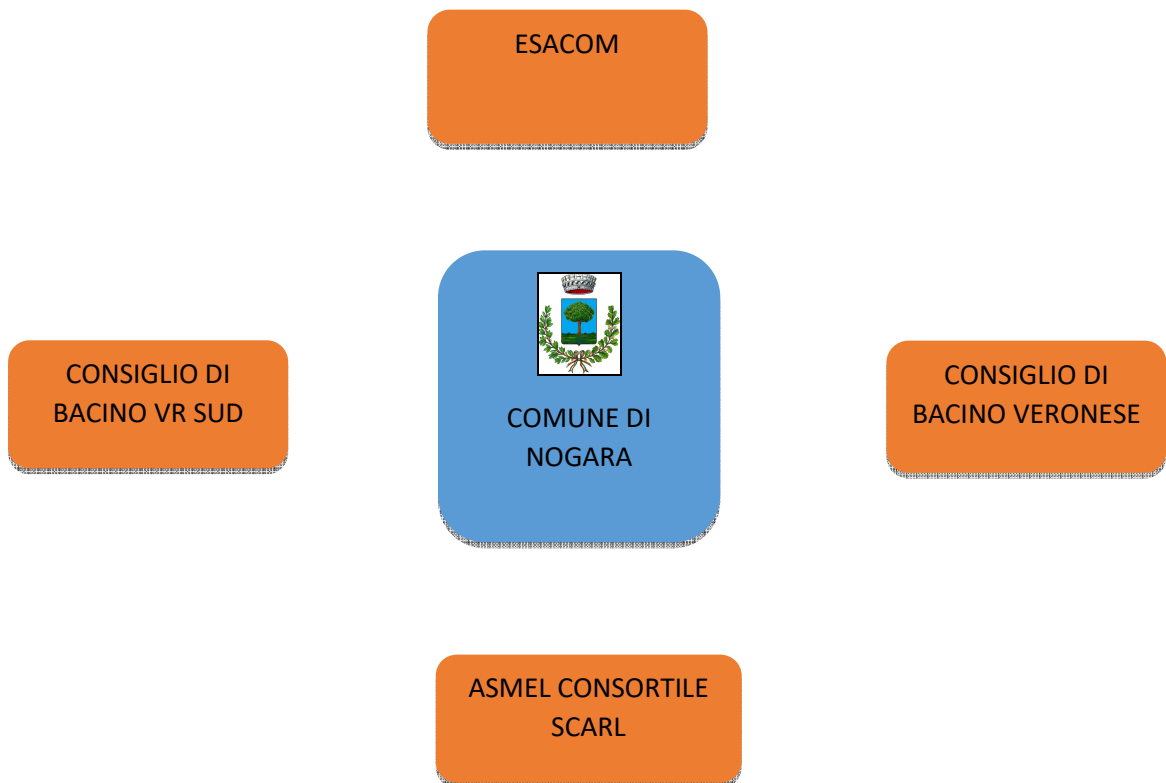 ESACOM
CONSIGLIO DI
BACINO VR SUD
COMUNE DI
NOGARA
CONSIGLIO DI
BACINO VERONESE
ASMEL CONSORTILE
SCARL